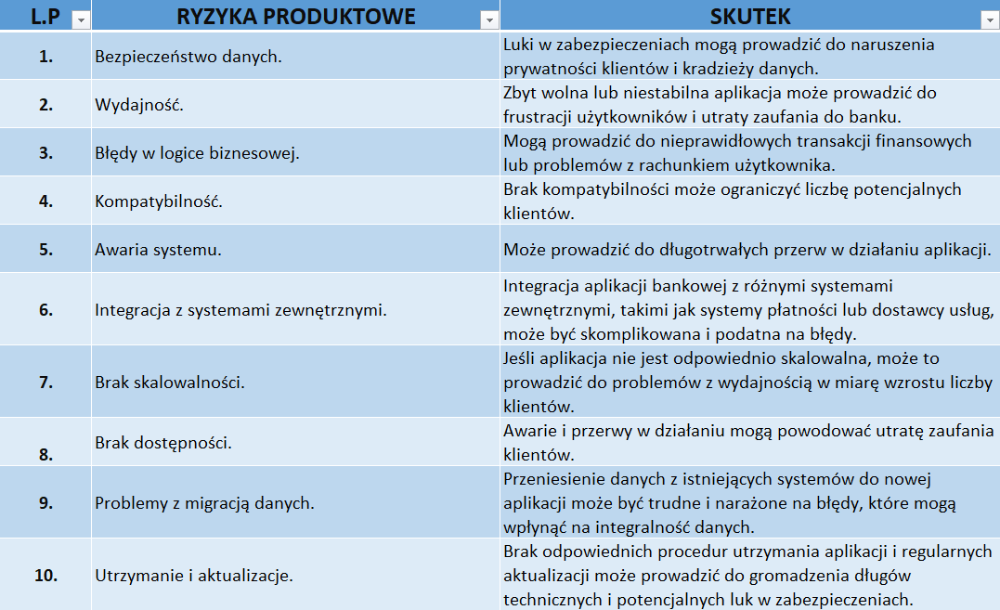 L.P RYZYKA PRODUKTOWE SKUTEK
1. Bezpieczeństwo danych. Luki w zabezpieczeniach mogą prowadzić do naruszenia
prywatności klientów i kradzieży danych.
2. Wydajność. Zbyt wolna lub niestabilna aplikacja może prowadzić do
frustracji użytkowników i utraty zaufania do banku.
3. Błędy w logice biznesowej. Mogą prowadzić do nieprawidłowych transakcji finansowych
lub problemów z rachunkiem użytkownika.
4. Kompatybilność. Brak kompatybilności może ograniczyć liczbę potencjalnych
klientów.
5. Awaria systemu. Może prowadzić do długotrwałych przerw w działaniu aplikacji.
6. Integracja z systemami zewnętrznymi. Integracja aplikacji bankowej z różnymi systemami
zewnętrznymi, takimi jak systemy płatności lub dostawcy usług,
może być skomplikowana i podatna na błędy.
7. Brak skalowalności. Jeśli aplikacja nie jest odpowiednio skalowalna, może to
prowadzić do problemów z wydajnością w miarę wzrostu liczby
klientów.
8. Brak dostępności. Awarie i przerwy w działaniu mogą powodować utratę zaufania
klientów.
9. Problemy z migracją danych. Przeniesienie danych z istniejących systemów do nowej
aplikacji może być trudne i narażone na błędy, które mogą
wpłynąć na integralność danych.
10. Utrzymanie i aktualizacje. Brak odpowiednich procedur utrzymania aplikacji i regularnych
aktualizacji może prowadzić do gromadzenia długów
technicznych i potencjalnych luk w zabezpieczeniach.